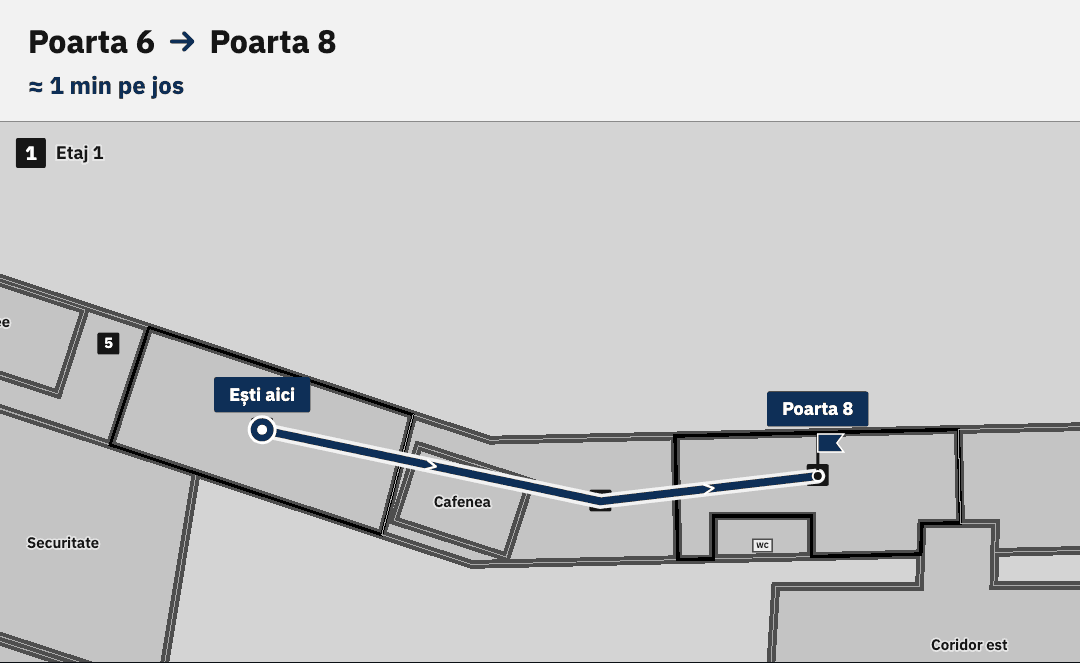 Poarta 6 → Poarta 8
≈ 1 min pe jos
1 Etaj 1
5
Ești aici
Poarta 8
Cafenea
Securitate
WC
Coridor est